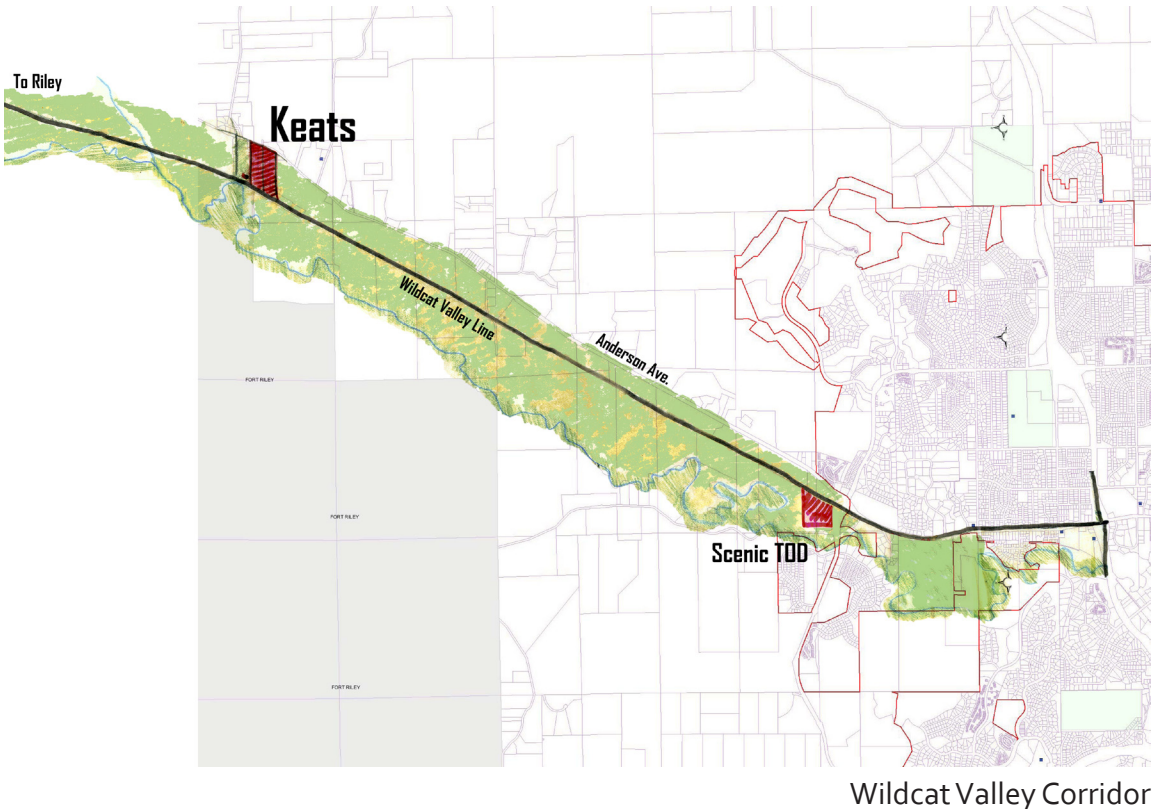 To Riley
Keats
Wildcat Valley Line
Anderson Ave.
FORT RILEY
FORT RILEY
Scenic TOD
FORT RILEY
Wildcat Valley Corridor